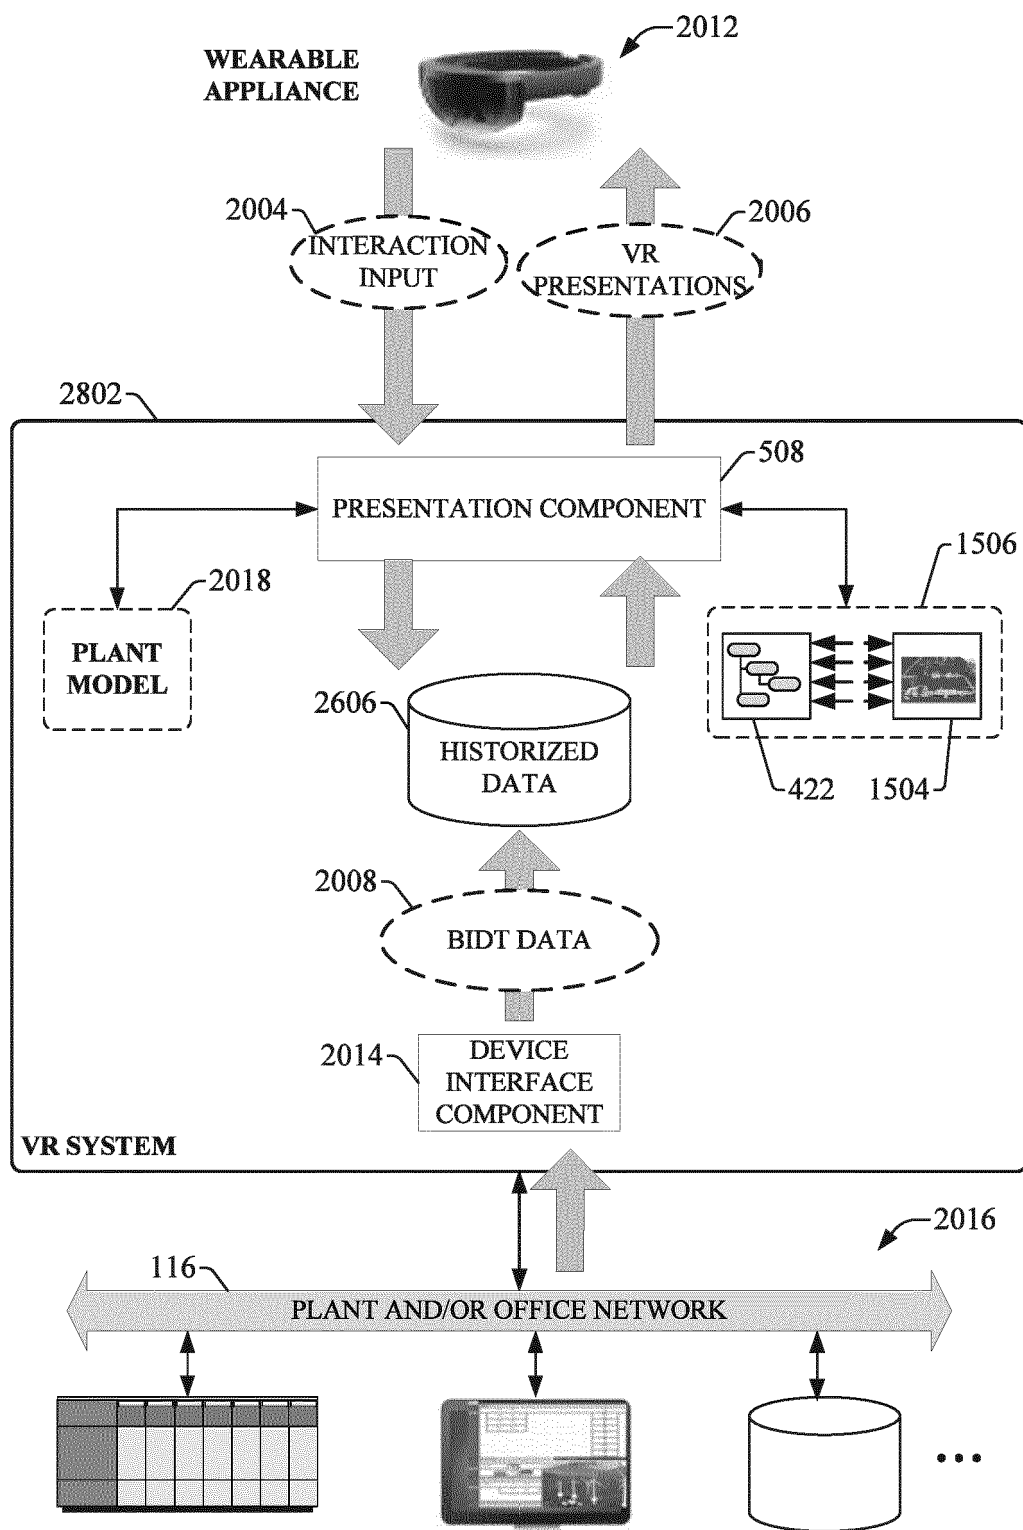 2012
WEARABLE
APPLIANCE
2004
2006
INTERACTION
INPUT
VR
PRESENTATIONS
2802
508
PRESENTATION COMPONENT
1506
2018
PLANT
MODEL
2606
HISTORIZED
DATA
422
1504
2008
BIDT DATA
2014
DEVICE
INTERFACE
COMPONENT
VR SYSTEM
2016
116
PLANT AND/OR OFFICE NETWORK